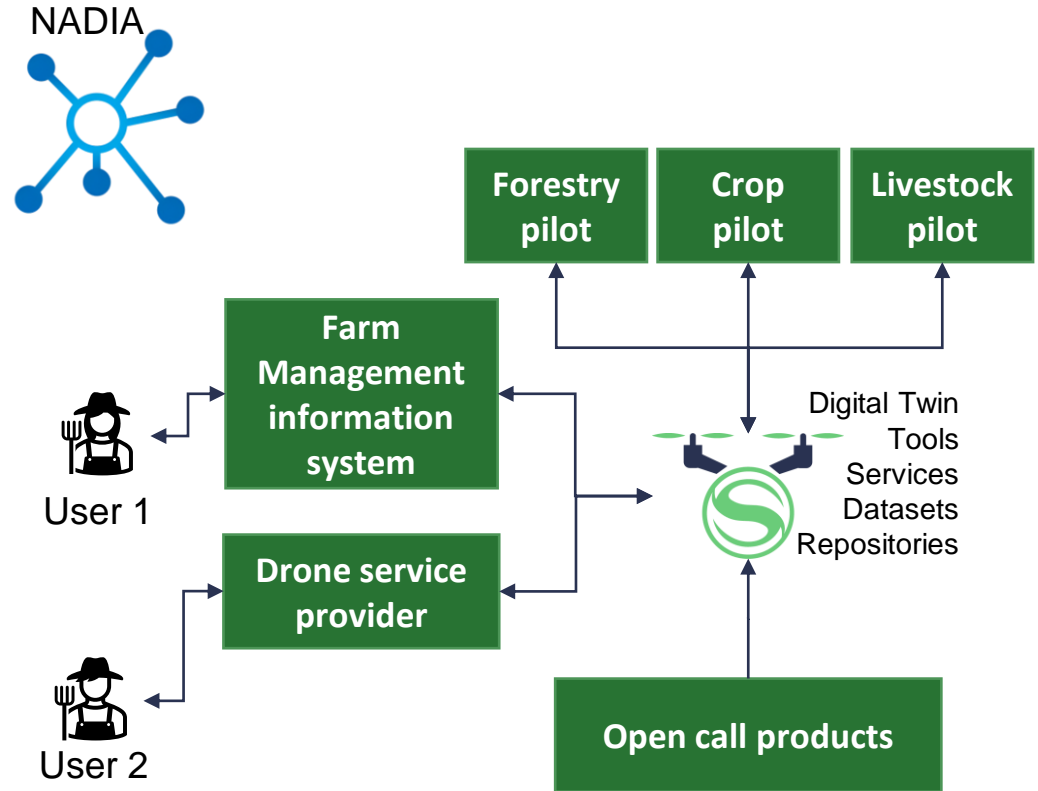 NADIA
Forestry
pilot
Crop
pilot
Livestock
pilot
Farm
Management
information
system
User 1
Digital Twin
Tools
Services
Datasets
Repositories
Drone service
provider
User 2
Open call products